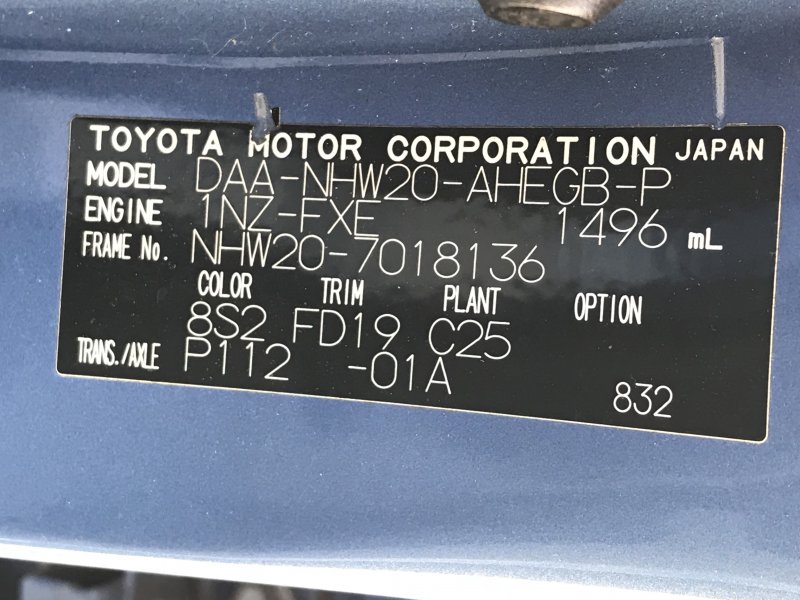 TOYOTA MOTOR CORPORATION JAPAN
MODEL DAA-NHW20-AHEGB-P
ENGINE 1NZ-FXE 1496 mL
FRAME No. NHW20-7018136
COLOR TRIM PLANT OPTION
8S2 FD19 C25
TRANS./AXLE P112 -01A
832